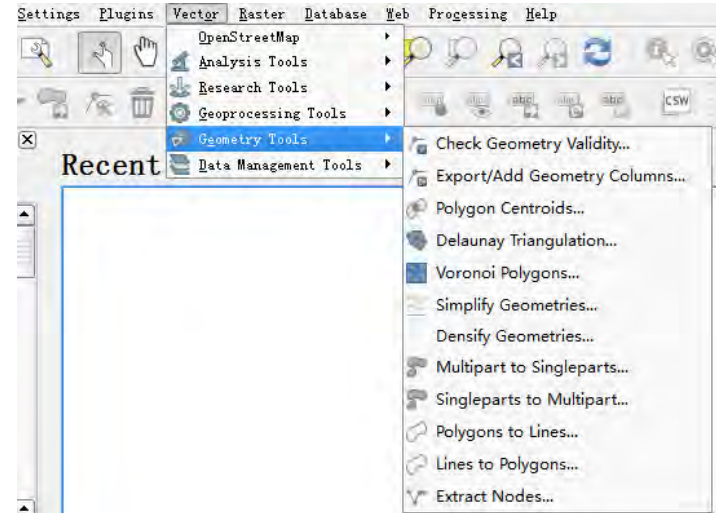 Settings Plugins Vector Raster Database Web Processing Help
OpenStreetMap
Analysis Tools
Research Tools
Geoprocessing Tools
Geometry Tools
Data Management Tools
CSW
Recent
Check Geometry Validity...
Export/Add Geometry Columns...
Polygon Centroids...
Delaunay Triangulation...
Voronoi Polygons...
Simplify Geometries...
Densify Geometries...
Multipart to Singleparts...
Singleparts to Multipart...
Polygons to Lines...
Lines to Polygons...
Extract Nodes...